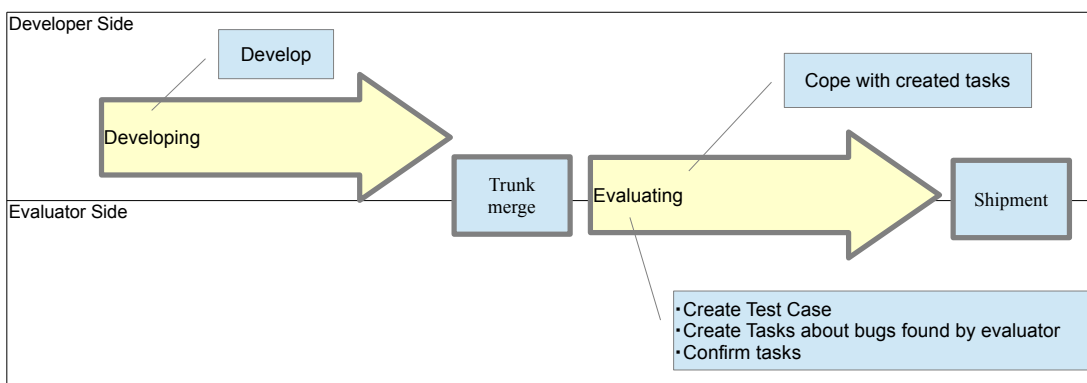 Developer Side
Develop
Cope with created tasks
Developing
Trunk
merge
Evaluating
Shipment
Evaluator Side
・Create Test Case
・Create Tasks about bugs found by evaluator
・Confirm tasks